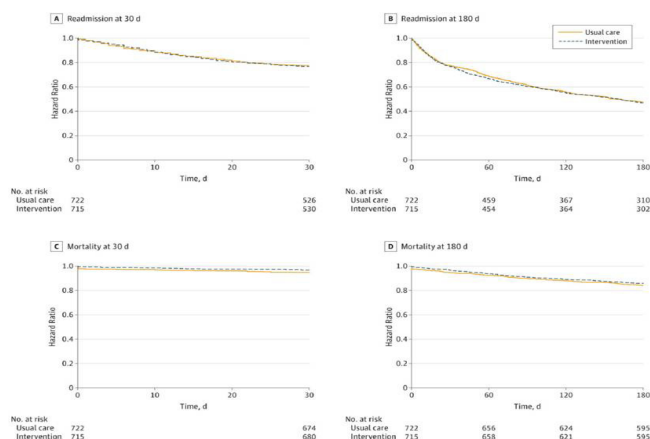 A Readmission at 30 d
Hazard Ratio
1.0
0.8
0.6
0.4
0.2
0
0 10 20 30
Time, d
No. at risk
Usual care 722 526
Intervention 715 530
B Readmission at 180 d
Usual care
Intervention
Hazard Ratio
1.0
0.8
0.6
0.4
0.2
0
0 60 120 180
Time, d
No. at risk
Usual care 722 459 367 310
Intervention 715 454 364 302
C Mortality at 30 d
Hazard Ratio
1.0
0.8
0.6
0.4
0.2
0
0 10 20 30
Time, d
No. at risk
Usual care 722 674
Intervention 715 680
D Mortality at 180 d
Hazard Ratio
1.0
0.8
0.6
0.4
0.2
0
0 60 120 180
Time, d
No. at risk
Usual care 722 656 624 595
Intervention 715 658 621 595